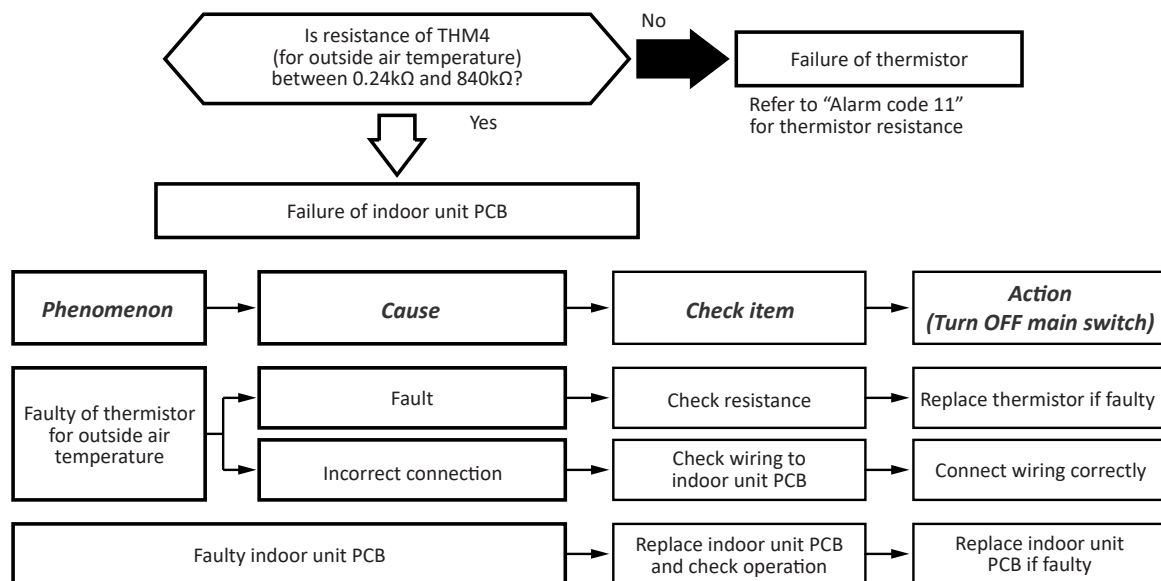 Is resistance of THM4
(for outside air temperature)
between 0.24kΩ and 840kΩ?
No
Failure of thermistor
Refer to “Alarm code 11”
for thermistor resistance
Yes
Failure of indoor unit PCB
Phenomenon
Cause
Check item
Action
(Turn OFF main switch)
Faulty of thermistor
for outside air
temperature
Fault
Check resistance
Replace thermistor if faulty
Incorrect connection
Check wiring to
indoor unit PCB
Connect wiring correctly
Faulty indoor unit PCB
Replace indoor unit PCB
and check operation
Replace indoor unit
PCB if faulty